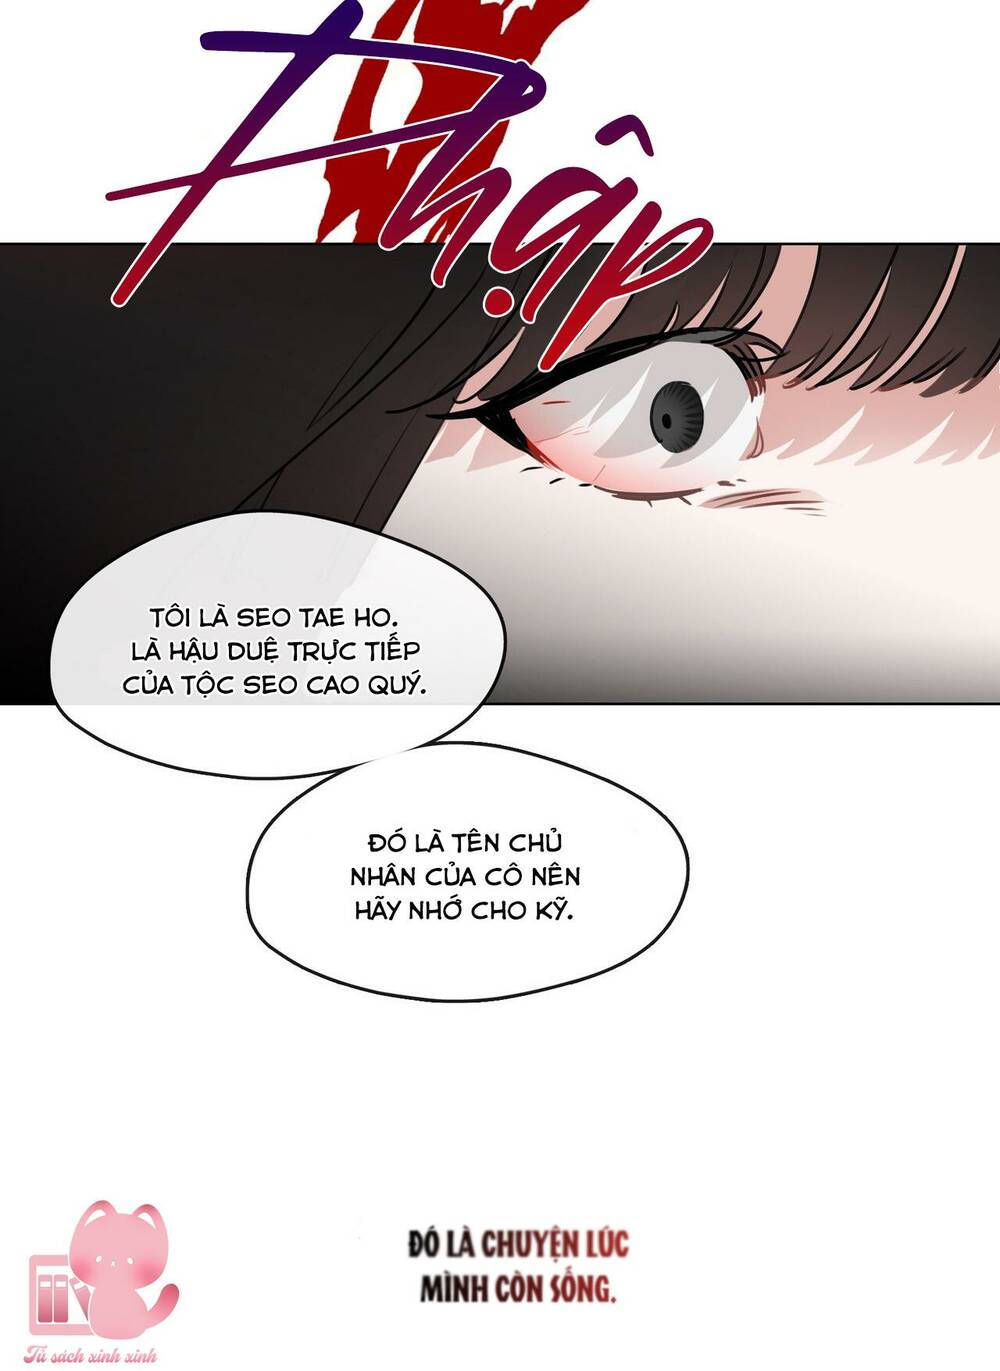 Phập
TÔI LÀ SEO TAE HO.
LÀ HẬU DUỆ TRỰC TIẾP
CỦA TỘC SEO CAO QUÝ.
ĐÓ LÀ TÊN CHỦ
NHÂN CỦA CÔ NÊN
HÃY NHỚ CHO KỸ.
ĐÓ LÀ CHUYỆN LÚC
MÌNH CÒN SỐNG.
Tủ sách xinh xinh